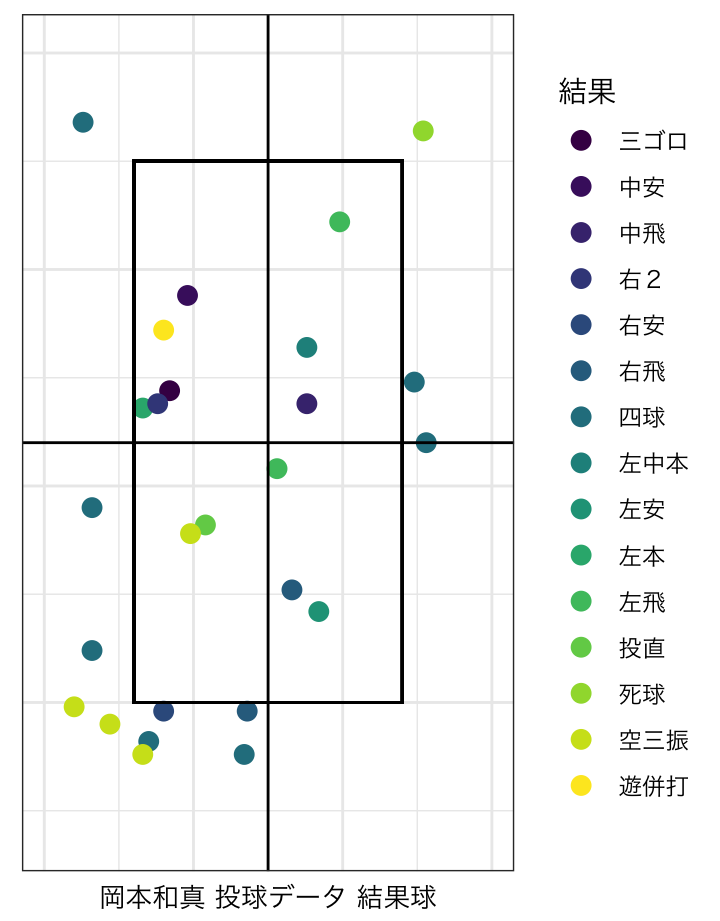 結果
三ゴロ
中安
中飛
右２
右安
右飛
四球
左中本
左安
左本
左飛
投直
死球
空三振
遊併打
岡本和真 投球データ 結果球